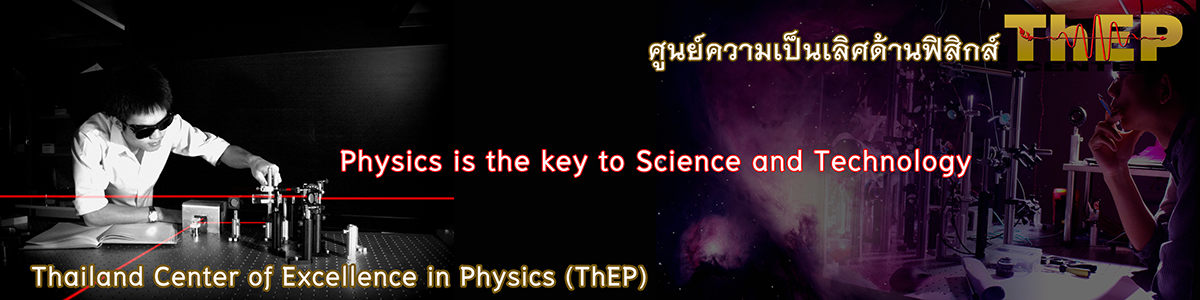 ศูนย์ความเป็นเลิศด้านฟิสิกส์ ThEP
CENTER
Physics is the key to Science and Technology
Thailand Center of Excellence in Physics (ThEP)